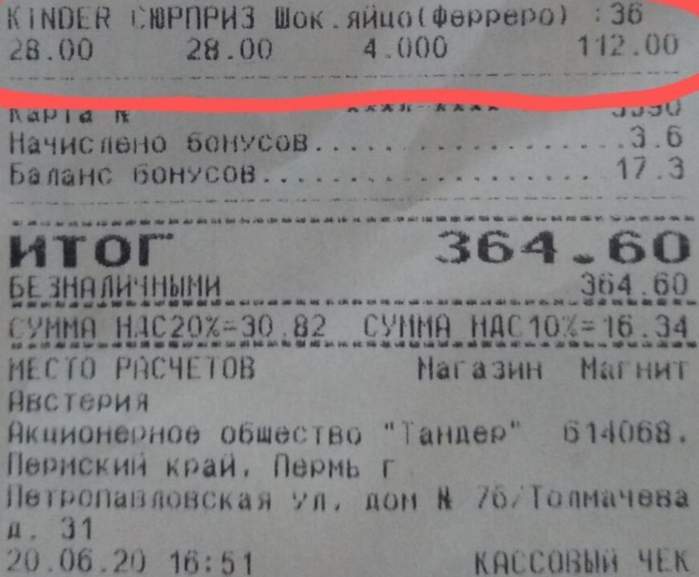 KINDER СЮРПРИЗ Шок.яйцо(Ферреро) :36
28.00 28.00 4.000 112.00
Карта № ****-**** 3390
Начислено бонусов..................3.6
Баланс бонусов.....................17.3
ИТОГ 364.60
БЕЗНАЛИЧНЫМИ 364.60
СУММА НДС20%=30.82 СУММА НДС10%=16.34
МЕСТО РАСЧЕТОВ Магазин Магнит
Австерия
Акционерное общество "Тандер" 614068.
Пермский край, Пермь г
Петропавловская ул, дом № 76/Толмачева
д. 31
20.06.20 16:51 КАССОВЫЙ ЧЕК